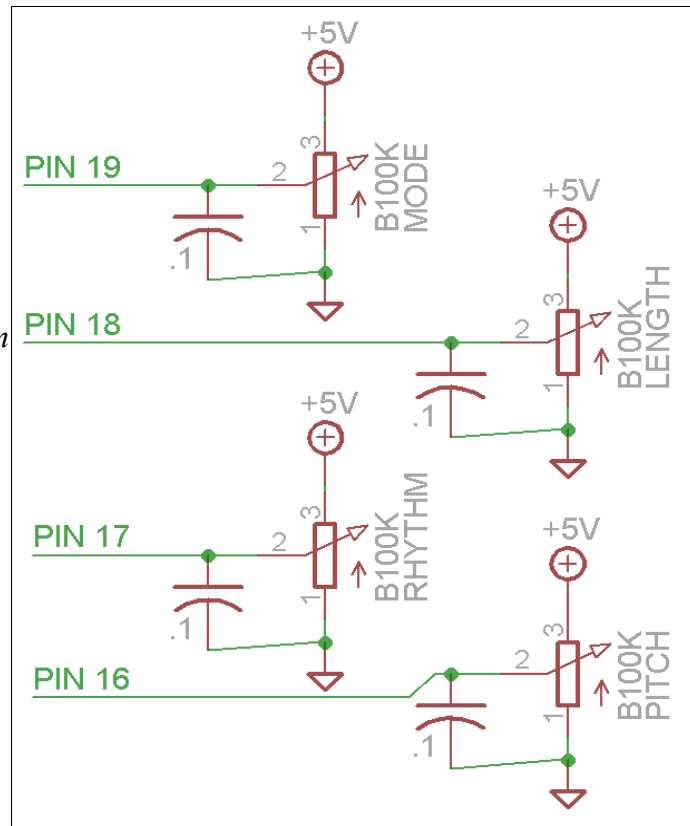 +5V
PIN 19
2
3
1
B100K
MODE
.1
+5V
n
PIN 18
2
3
1
B100K
LENGTH
.1
+5V
PIN 17
2
3
1
B100K
RHYTHM
.1
+5V
PIN 16
2
3
1
B100K
PITCH
.1